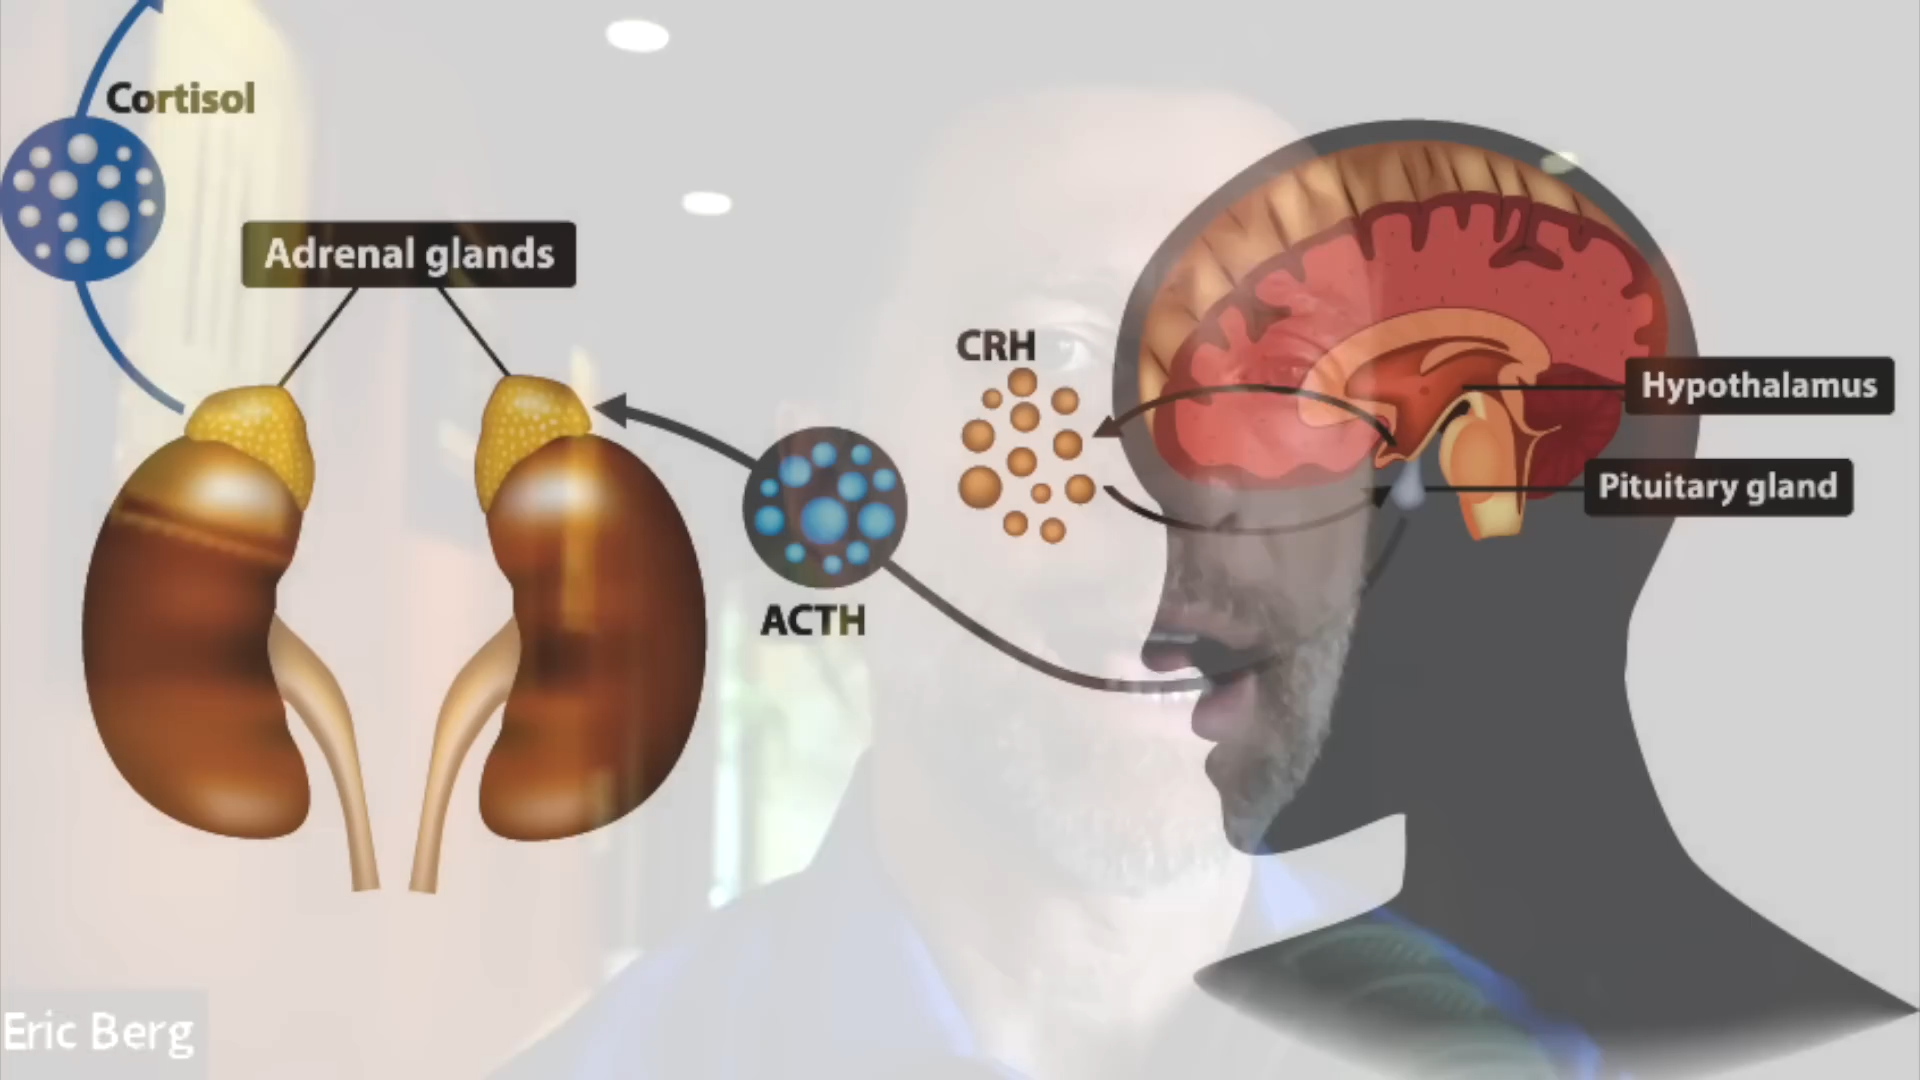 Cortisol
Adrenal glands
CRH
Hypothalamus
Pituitary gland
ACTH
Eric Berg